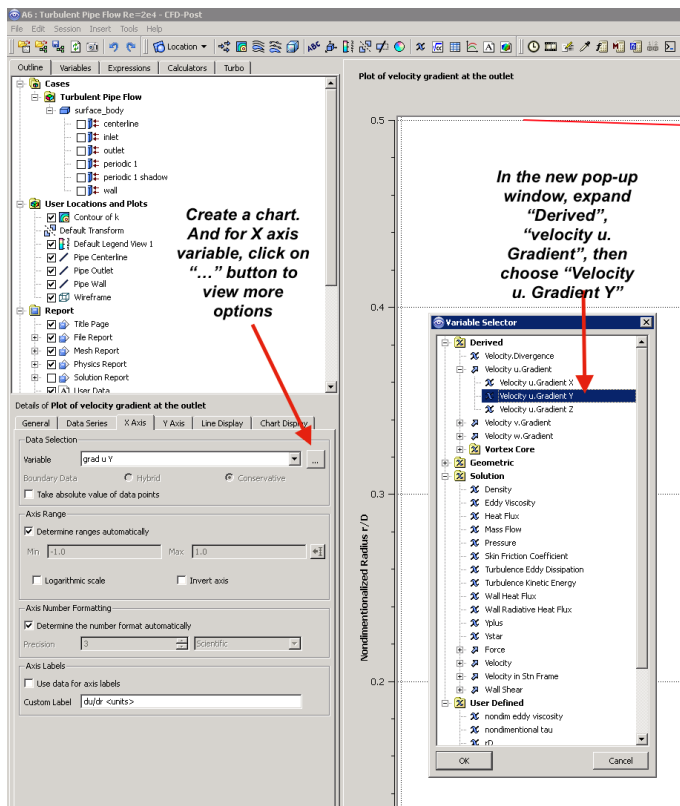 A6 : Turbulent Pipe Flow Re=2e4 - CFD-Post
File Edit Session Insert Tools Help
Location
Outline Variables Expressions Calculators Turbo
Cases
Turbulent Pipe Flow
surface_body
centerline
inlet
outlet
periodic 1
periodic 1 shadow
wall
User Locations and Plots
Contour of k
Default Transform
Default Legend View 1
Pipe Centerline
Pipe Outlet
Pipe Wall
Wireframe
Report
Title Page
File Report
Mesh Report
Physics Report
Solution Report
User Data
Create a chart.
And for X axis
variable, click on
“…” button to
view more
options
Details of Plot of velocity gradient at the outlet
General Data Series X Axis Y Axis Line Display Chart Display
Data Selection
Variable grad u Y ...
Boundary Data Hybrid Conservative
Take absolute value of data points
Axis Range
Determine ranges automatically
Min -1.0 Max 1.0
Logarithmic scale Invert axis
Axis Number Formatting
Determine the number format automatically
Precision 3 Scientific
Axis Labels
Use data for axis labels
Custom Label du/dr <units>
Plot of velocity gradient at the outlet
0.5
0.4
0.3
0.2
Nondimentionalized Radius r/D
In the new pop-up
window, expand
“Derived”,
“velocity u.
Gradient”, then
choose “Velocity
u. Gradient Y”
Variable Selector
Derived
Velocity.Divergence
Velocity u.Gradient
Velocity u.Gradient X
Velocity u.Gradient Y
Velocity u.Gradient Z
Velocity v.Gradient
Velocity w.Gradient
Vortex Core
Geometric
Solution
Density
Eddy Viscosity
Heat Flux
Mass Flow
Pressure
Skin Friction Coefficient
Turbulence Eddy Dissipation
Turbulence Kinetic Energy
Wall Heat Flux
Wall Radiative Heat Flux
Yplus
Ystar
Force
Velocity
Velocity in Stn Frame
Wall Shear
User Defined
nondim eddy viscosity
nondimentional tau
rD
OK Cancel